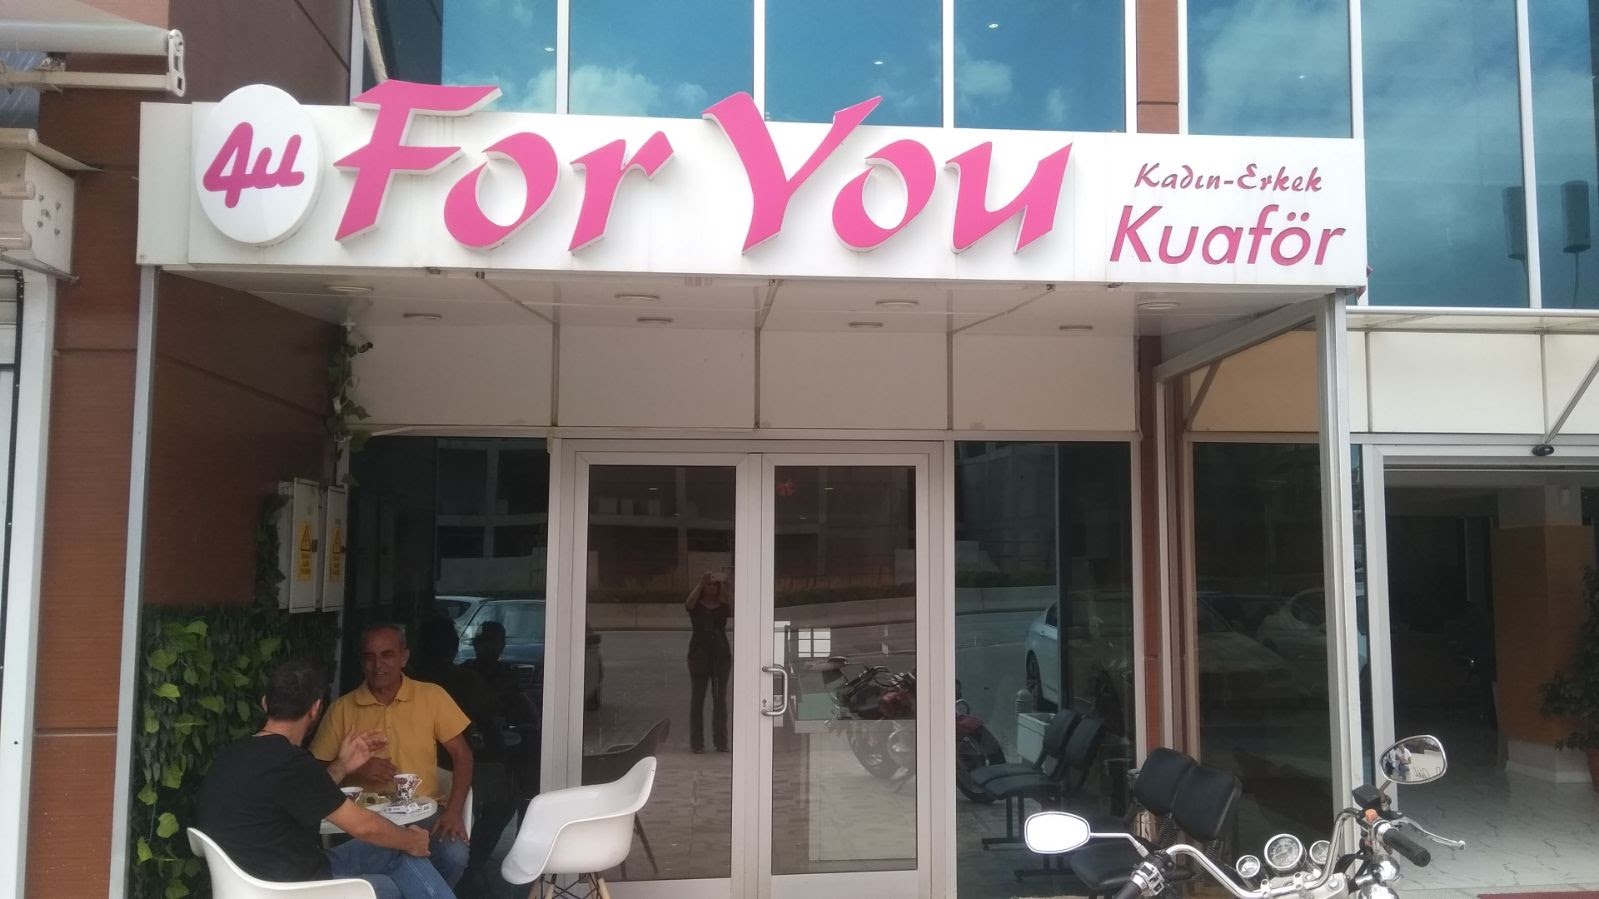 4u
For You
Kadın-Erkek
Kuaför